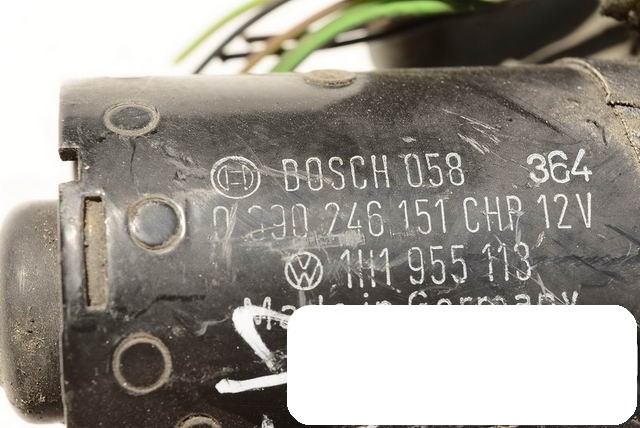 BOSCH 058 364
0 390 246 151 CHP 12V
1H1 955 113
Made in Germany